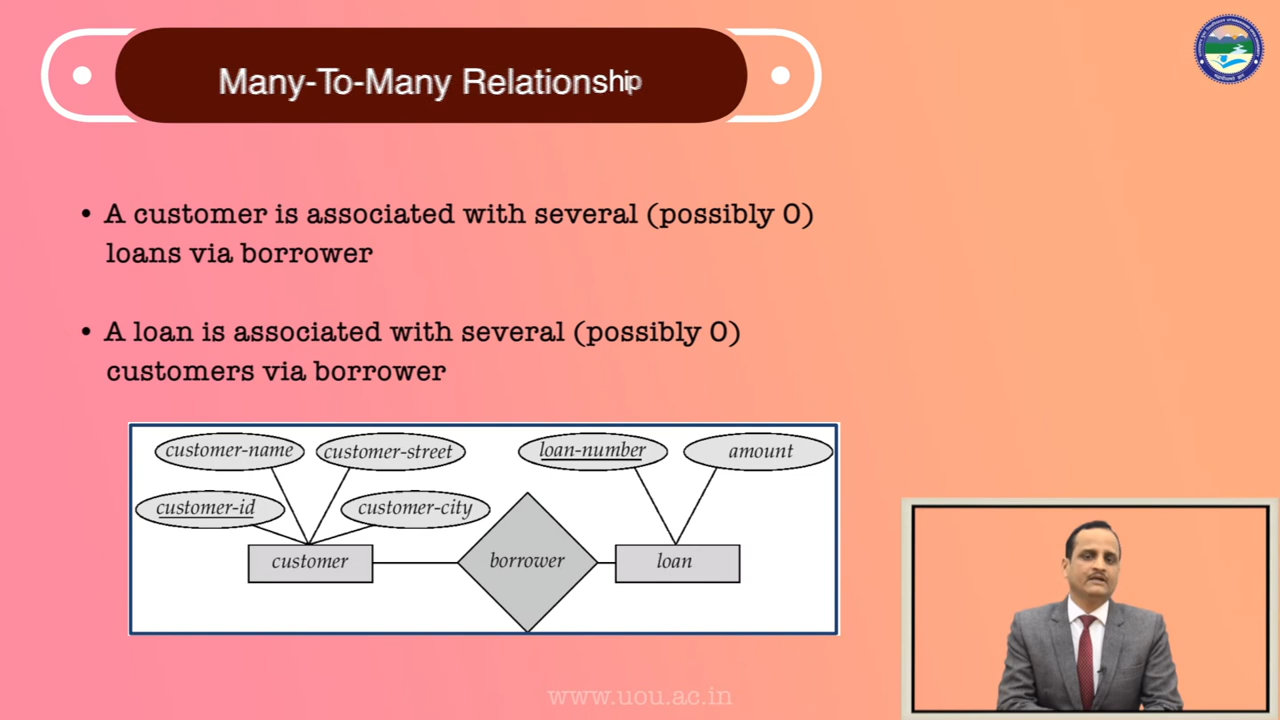 Many-To-Many Relationship
• A customer is associated with several (possibly 0)
loans via borrower
• A loan is associated with several (possibly 0)
customers via borrower
customer-name customer-street loan-number amount
customer-id customer-city
customer borrower loan
www.uou.ac.in